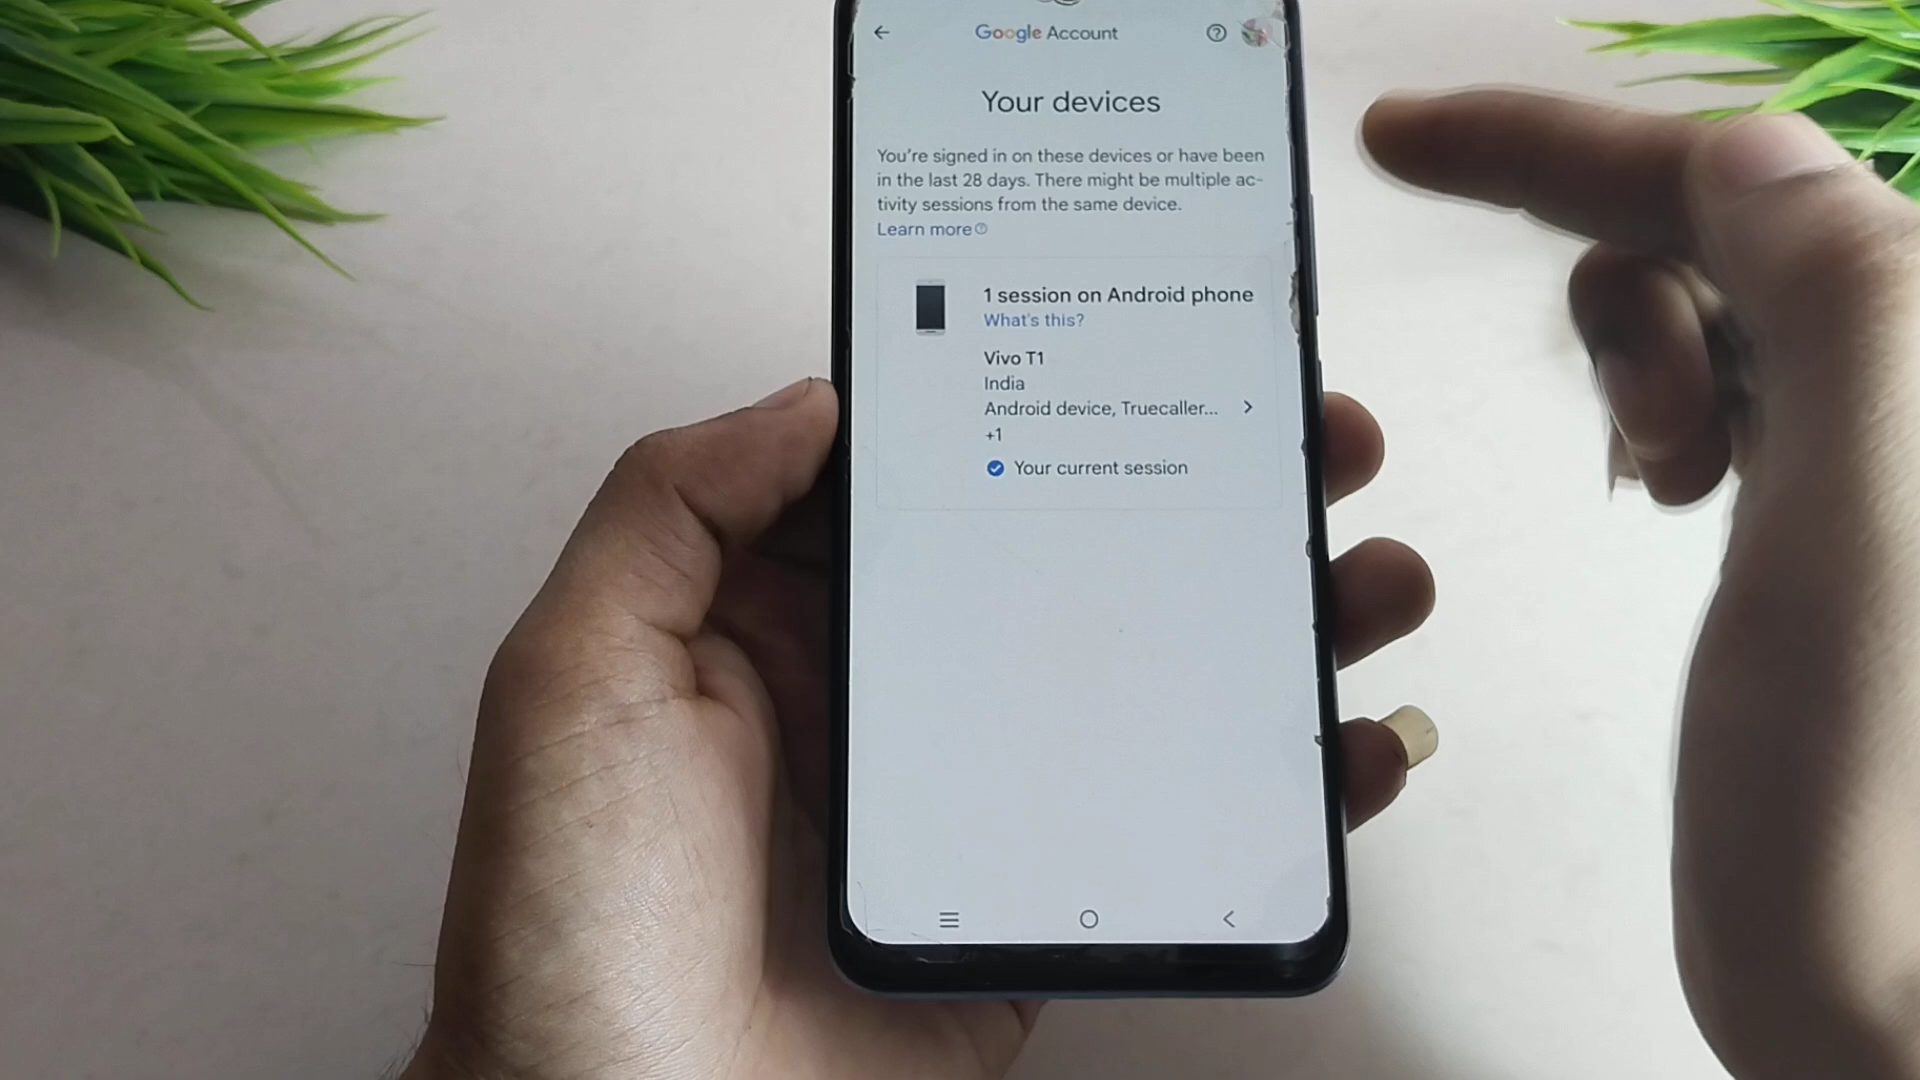 Google Account
Your devices
You're signed in on these devices or have been
in the last 28 days. There might be multiple ac-
tivity sessions from the same device.
Learn more
1 session on Android phone
What's this?
Vivo T1
India
Android device, Truecaller...
+1
Your current session